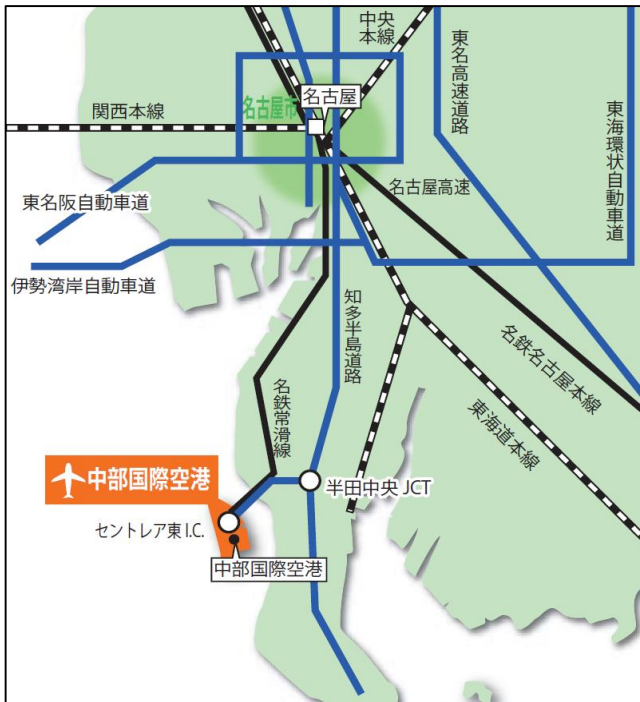 中央
本線
東名高速道路
東海環状自動車道
名古屋市
名古屋
関西本線
名古屋高速
東名阪自動車道
伊勢湾岸自動車道
知多半島道路
名鉄常滑線
名鉄名古屋本線
東海道本線
中部国際空港
半田中央JCT
セントレア東I.C.
中部国際空港